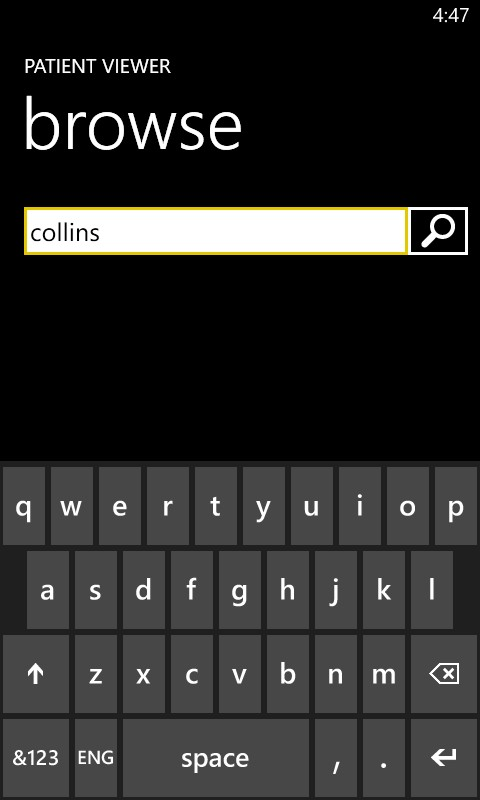 4:47
PATIENT VIEWER
browse
collins
q w e r t y u i o p
a s d f g h j k l
z x c v b n m
&123 ENG space , .